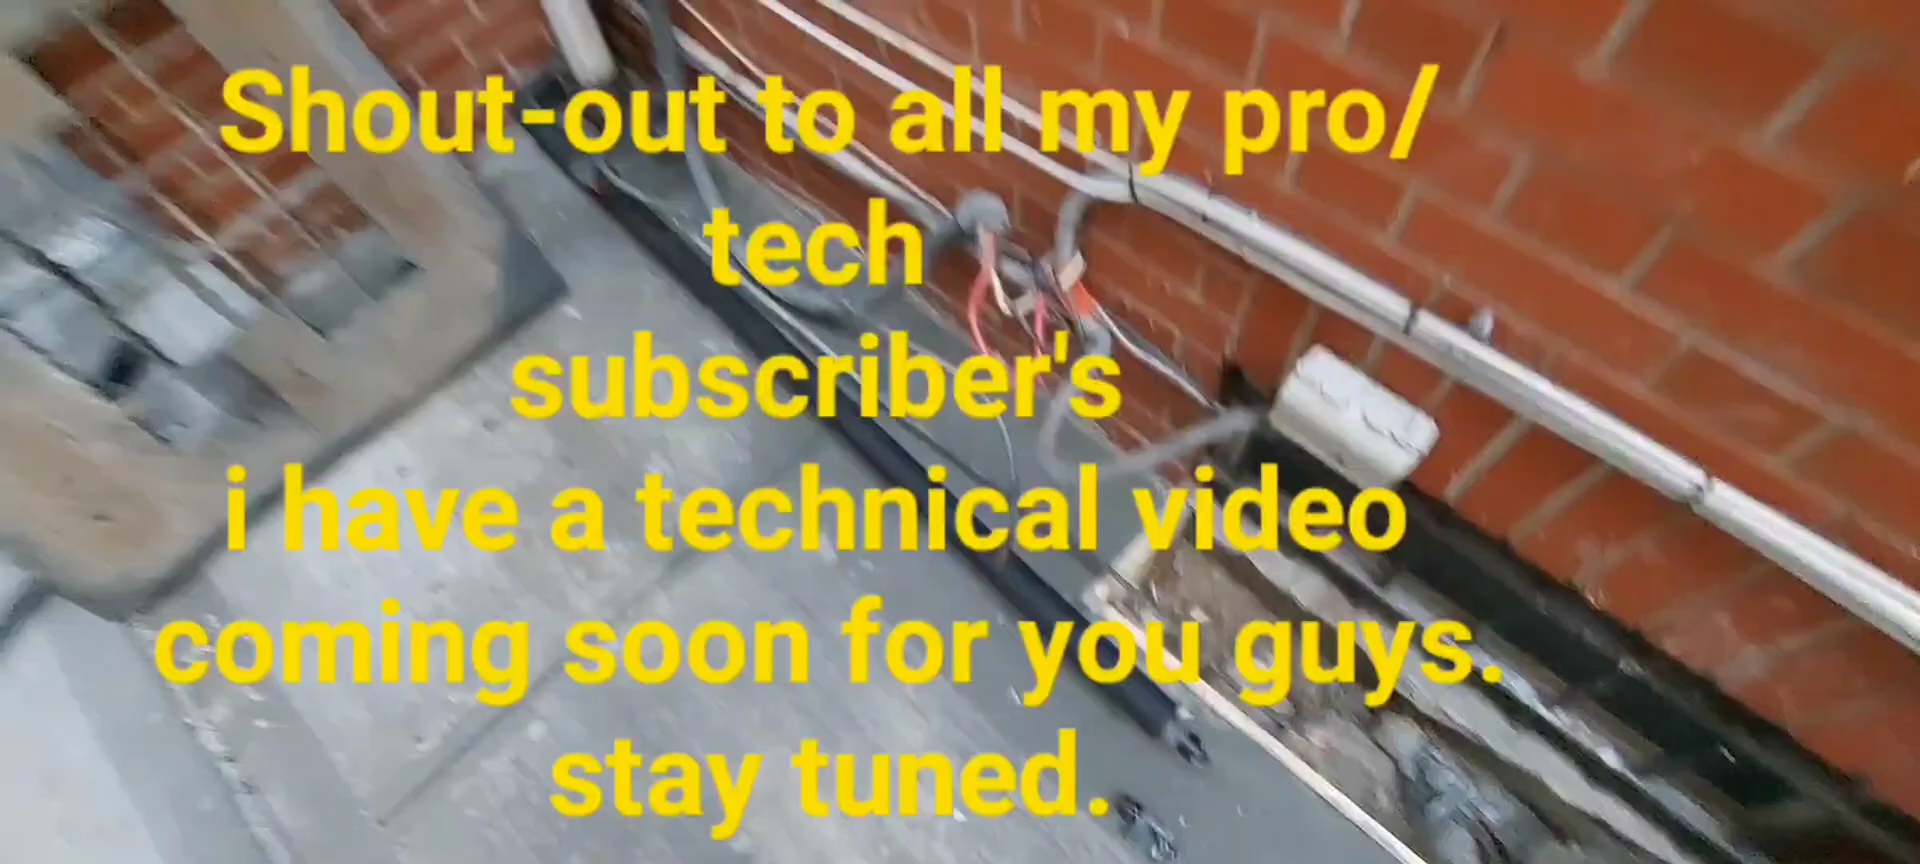 Shout-out to all my pro/
tech
subscriber's
i have a technical video
coming soon for you guys.
stay tuned.